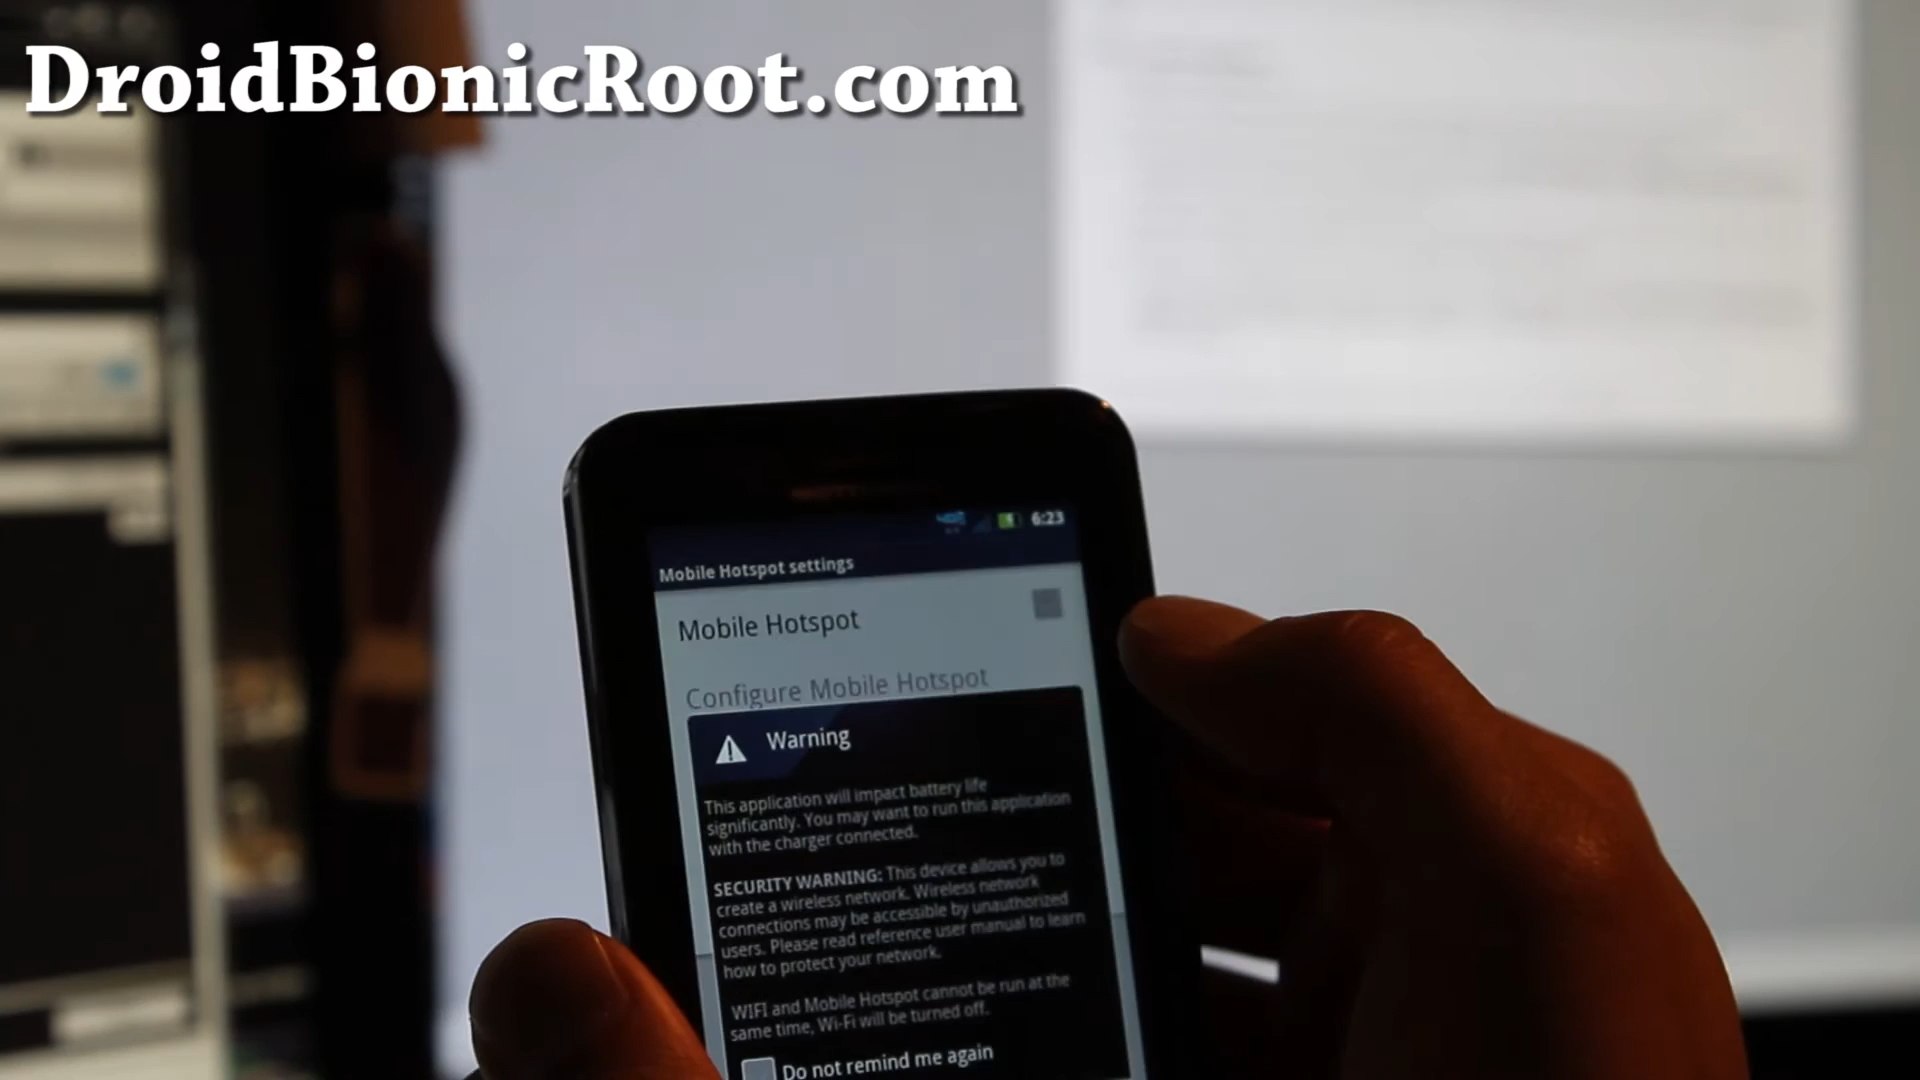 DroidBionicRoot.com
6:23
Mobile Hotspot settings
Mobile Hotspot
Configure Mobile Hotspot
Warning
This application will impact battery life
significantly. You may want to run this application
with the charger connected.
SECURITY WARNING: This device allows you to
create a wireless network. Wireless network
connections may be accessible by unauthorized
users. Please read reference user manual to learn
how to protect your network.
WIFI and Mobile Hotspot cannot be run at the
same time, Wi-Fi will be turned off.
Do not remind me again